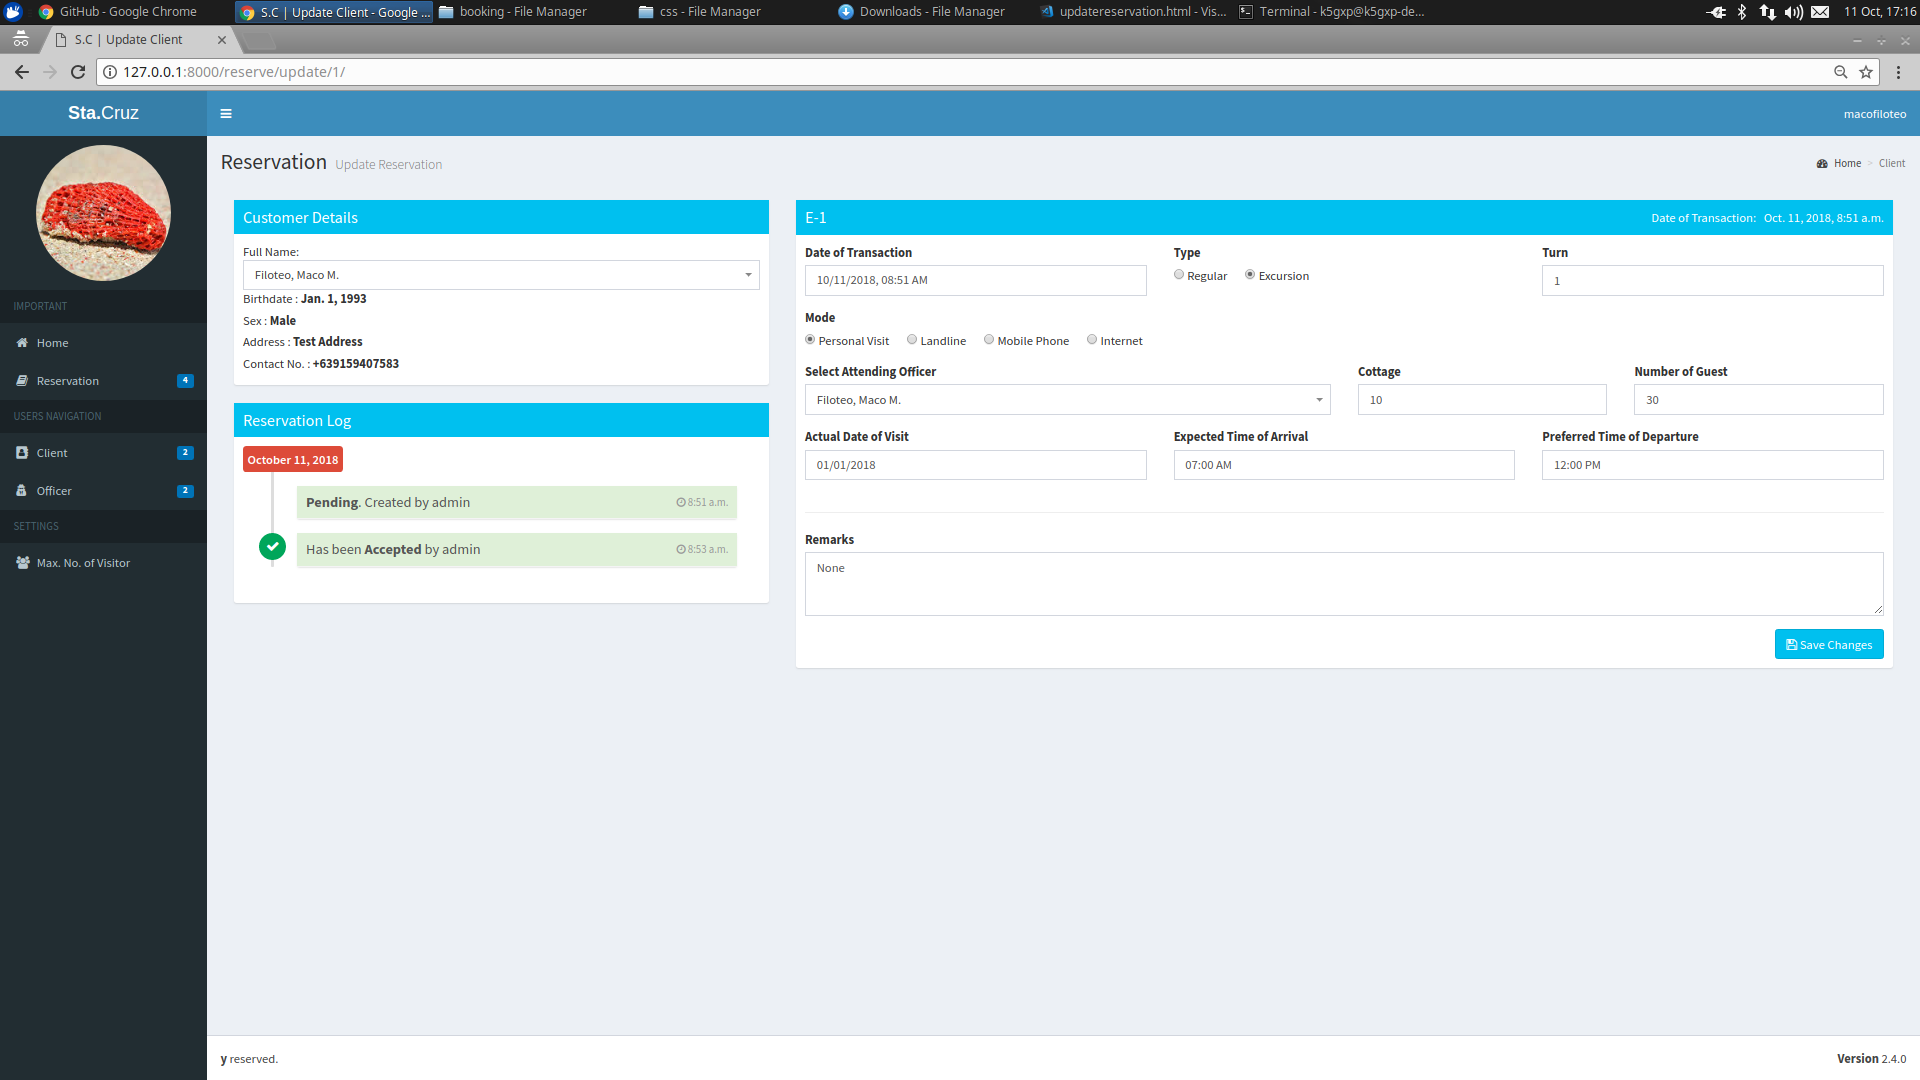 GitHub - Google Chrome
S.C | Update Client - Google ...
booking - File Manager
css - File Manager
Downloads - File Manager
updatereservation.html - Vis...
Terminal - k5gxp@k5gxp-de...
11 Oct, 17:16
S.C | Update Client
127.0.0.1:8000/reserve/update/1/
Sta.Cruz
macofiloteo
Reservation Update Reservation
Home > Client
IMPORTANT
Home
Reservation 4
USERS NAVIGATION
Client 2
Officer 2
SETTINGS
Max. No. of Visitor
Customer Details
Full Name:
Filoteo, Maco M.
Birthdate : Jan. 1, 1993
Sex : Male
Address : Test Address
Contact No. : +639159407583
Reservation Log
October 11, 2018
Pending. Created by admin 8:51 a.m.
Has been Accepted by admin 8:53 a.m.
E-1 Date of Transaction: Oct. 11, 2018, 8:51 a.m.
Date of Transaction Type Turn
10/11/2018, 08:51 AM Regular Excursion 1
Mode
Personal Visit Landline Mobile Phone Internet
Select Attending Officer Cottage Number of Guest
Filoteo, Maco M. 10 30
Actual Date of Visit Expected Time of Arrival Preferred Time of Departure
01/01/2018 07:00 AM 12:00 PM
Remarks
None
Save Changes
y reserved. Version 2.4.0